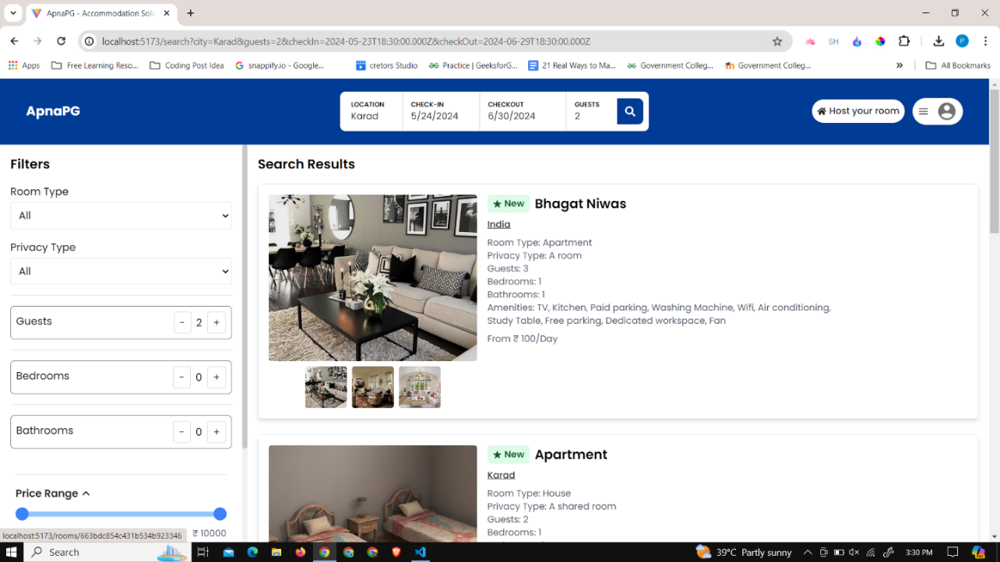 ApnaPG - Accommodation Solu
localhost:5173/search?city=Karad&guests=2&checkIn=2024-05-23T18:30:00.000Z&checkOut=2024-06-29T18:30:00.000Z
SH
P
Apps
Free Learning Reso...
Coding Post Idea
snappify.io - Google...
cretors Studio
Practice | GeeksforG...
21 Real Ways to Ma...
Government Colleg...
Government Colleg...
»
All Bookmarks
ApnaPG
LOCATION
Karad
CHECK-IN
5/24/2024
CHECKOUT
6/30/2024
GUESTS
2
Host your room
Filters
Room Type
All
Privacy Type
All
Guests
- 2 +
Bedrooms
- 0 +
Bathrooms
- 0 +
Price Range
₹ 10000
localhost:5173/rooms/663bdc854c431b534b923346
Search Results
★ New Bhagat Niwas
India
Room Type: Apartment
Privacy Type: A room
Guests: 3
Bedrooms: 1
Bathrooms: 1
Amenities: TV, Kitchen, Paid parking, Washing Machine, Wifi, Air conditioning,
Study Table, Free parking, Dedicated workspace, Fan
From ₹ 100/Day
★ New Apartment
Karad
Room Type: House
Privacy Type: A shared room
Guests: 2
Bedrooms: 1
Search
39°C Partly sunny
3:30 PM